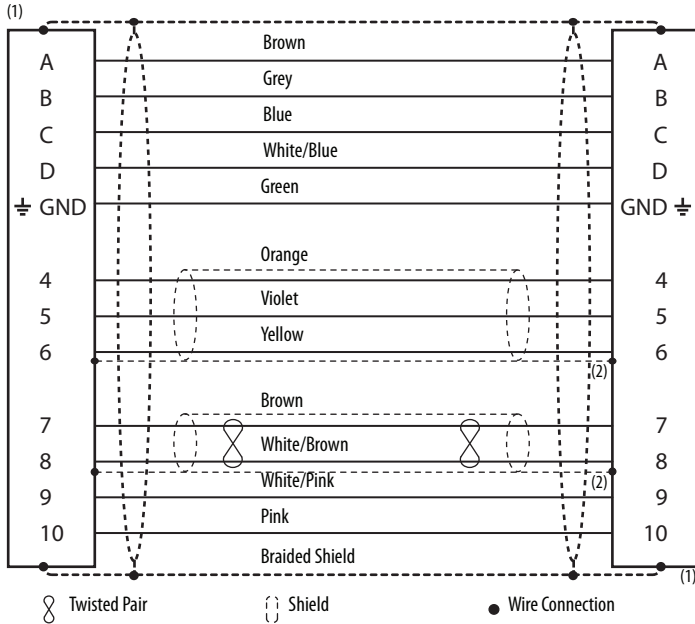 (1)
Brown
A A
Grey
B B
Blue
C C
White/Blue
D D
Green
GND GND
Orange
4 4
Violet
5 5
Yellow
6 6
(2)
Brown
7 7
White/Brown
8 8
(2)
White/Pink
9 9
Pink
10 10
Braided Shield
(1)
Twisted Pair Shield Wire Connection